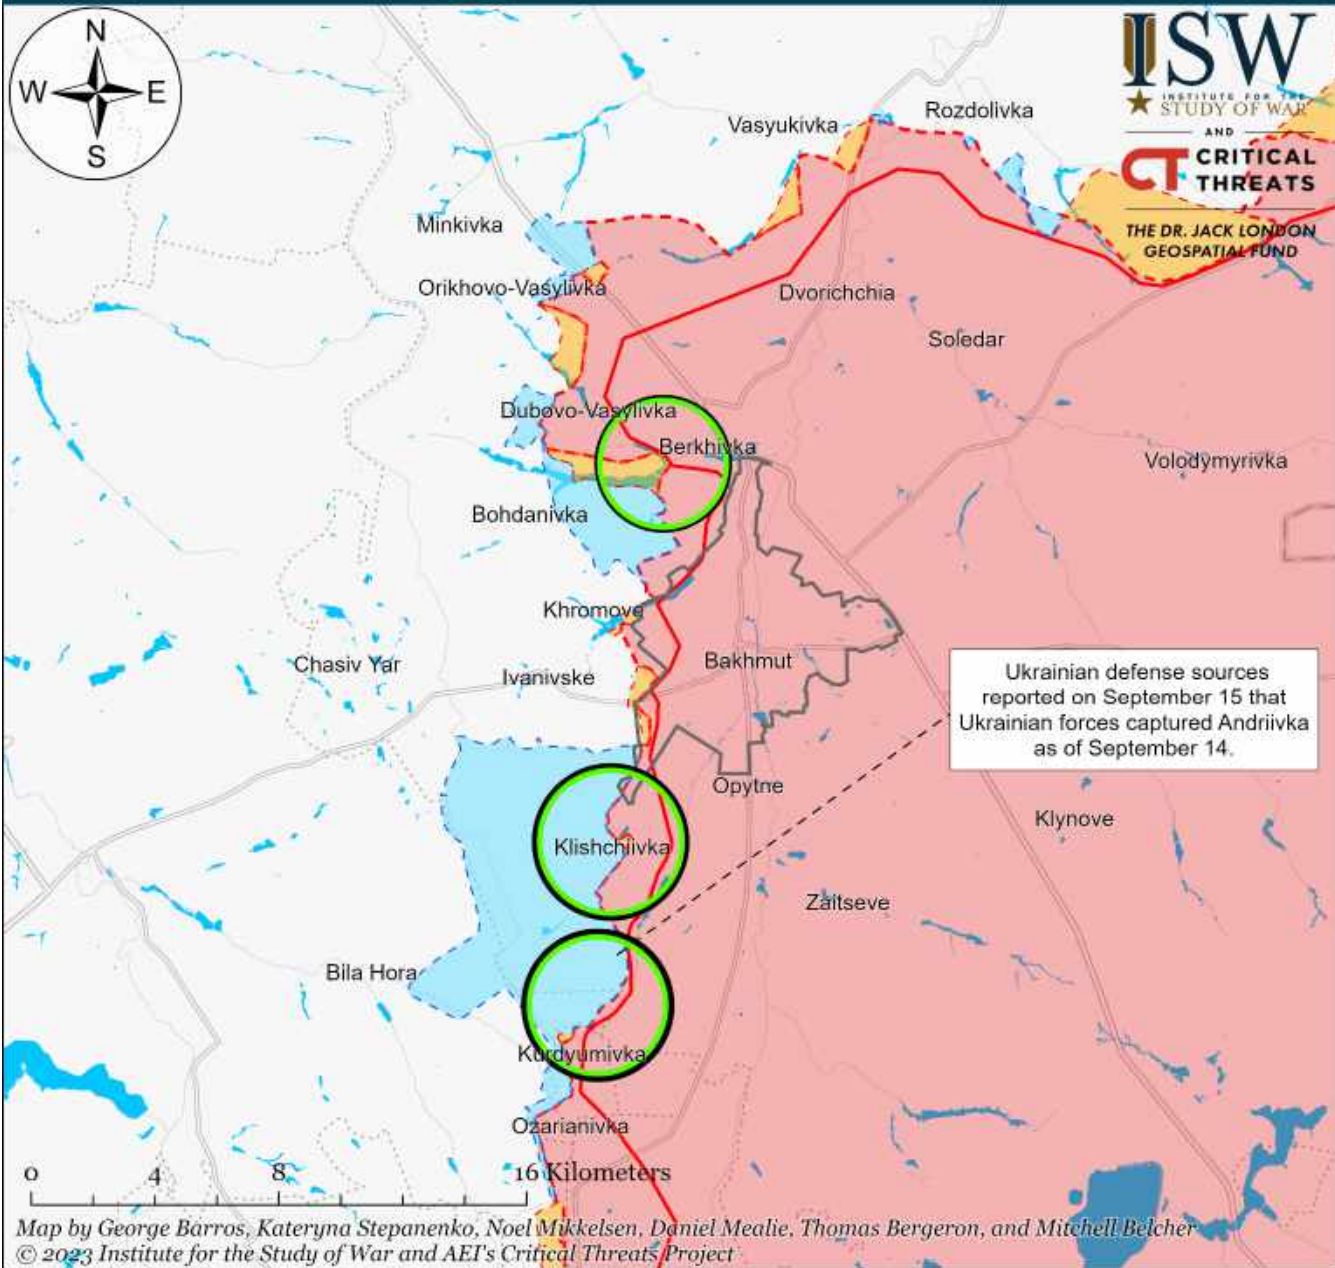 N
W E
S
ISW
INSTITUTE FOR THE
STUDY OF WAR
AND
CT CRITICAL
THREATS
THE DR. JACK LONDON
GEOSPATIAL FUND
Rozdolivka
Vasyukivka
Minkivka
Orikhovo-Vasylivka
Dvorichchia
Soledar
Dubovo-Vasylivka
Berkhivka
Volodymyrivka
Bohdanivka
Khromove
Chasiv Yar
Ivanivske
Bakhmut
Ukrainian defense sources
reported on September 15 that
Ukrainian forces captured Andriivka
as of September 14.
Opytne
Klynove
Klishchiivka
Zaitseve
Bila Hora
Kurdyumivka
Ozarianivka
0 4 8 16 Kilometers
Map by George Barros, Kateryna Stepanenko, Noel Mikkelsen, Daniel Mealie, Thomas Bergeron, and Mitchell Belcher
© 2023 Institute for the Study of War and AEI's Critical Threats Project